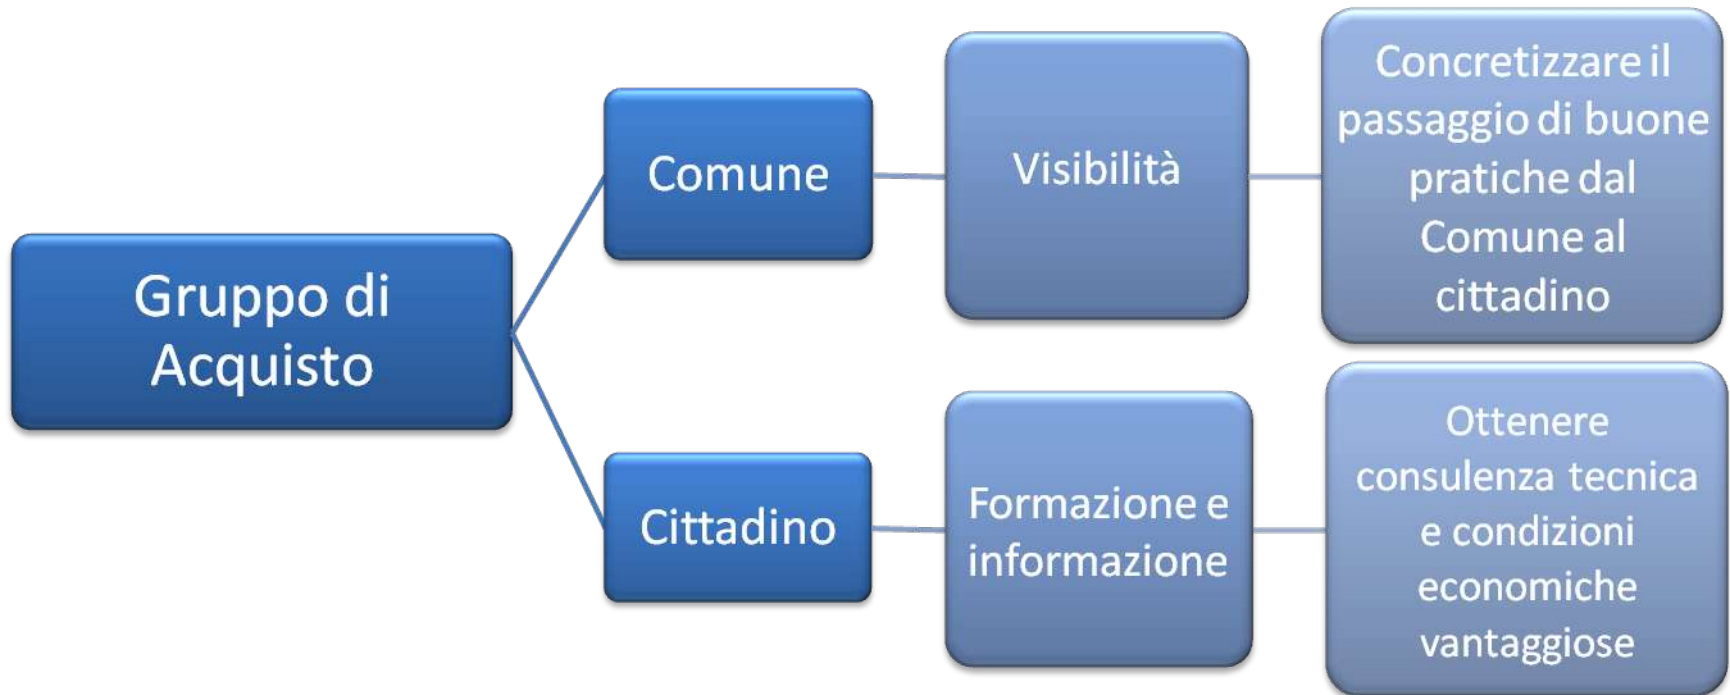 Gruppo di
Acquisto
Comune
Visibilità
Concretizzare il
passaggio di buone
pratiche dal
Comune al
cittadino
Cittadino
Formazione e
informazione
Ottenere
consulenza tecnica
e condizioni
economiche
vantaggiose